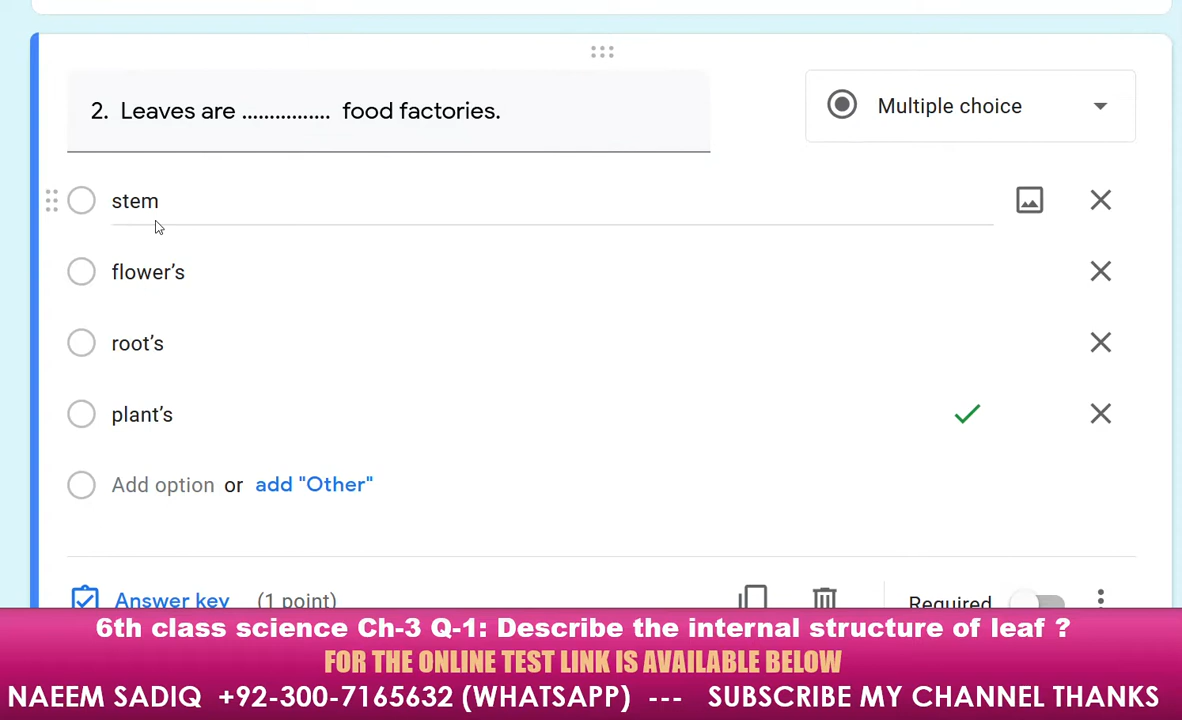 2. Leaves are ............... food factories.
Multiple choice
stem
flower’s
root’s
plant’s
Add option or add "Other"
Answer key (1 point)
Required
6th class science Ch-3 Q-1: Describe the internal structure of leaf ?
FOR THE ONLINE TEST LINK IS AVAILABLE BELOW
NAEEM SADIQ +92-300-7165632 (WHATSAPP) --- SUBSCRIBE MY CHANNEL THANKS